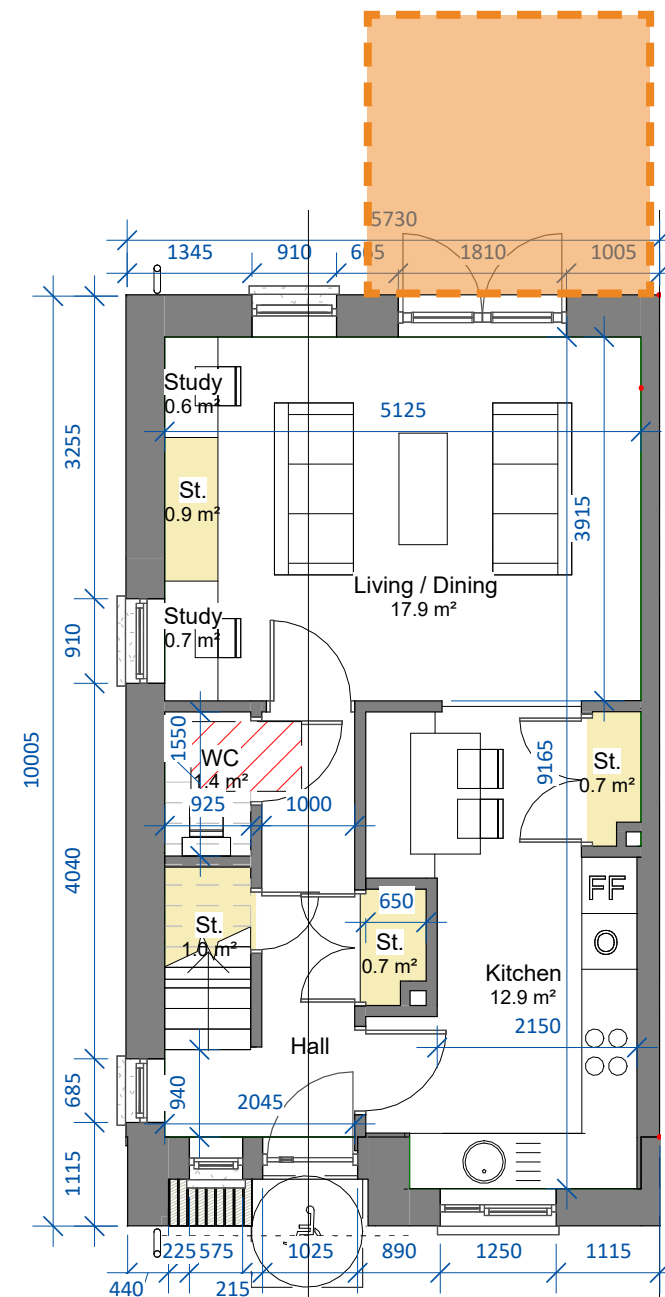 5730
1345 910 665 1810 1005
Study
0.6 m²
5125
3255
St.
0.9 m²
3915
Living / Dining
17.9 m²
Study
0.7 m²
910
1550
WC
1.4 m²
9165
St.
0.7 m²
10005
925 1000
4040
FF
650
St.
1.0 m²
St.
0.7 m²
Kitchen
12.9 m²
2150
Hall
685
940
2045
1115
225 575 1025 890 1250 1115
440 215